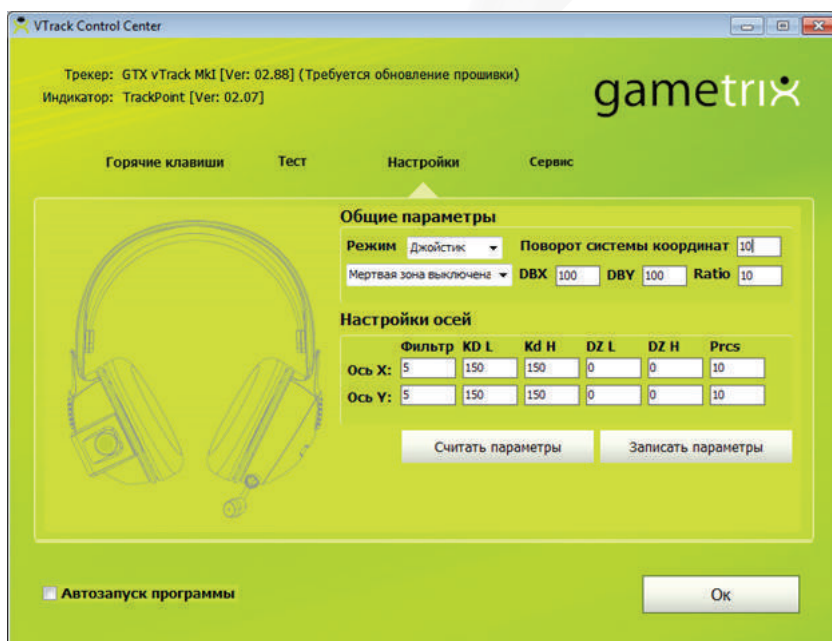 VTrack Control Center
Трекер: GTX vTrack MkI [Ver: 02.88] (Требуется обновление прошивки)
Индикатор: TrackPoint [Ver: 02.07]
gametrix
Горячие клавиши Тест Настройки Сервис
Общие параметры
Режим Джойстик Поворот системы координат 10
Мертвая зона выключена DBX 100 DBY 100 Ratio 10
Настройки осей
Фильтр KD L Kd H DZ L DZ H Prcs
Ось X: 5 150 150 0 0 10
Ось Y: 5 150 150 0 0 10
Считать параметры Записать параметры
Автозапуск программы
Ок